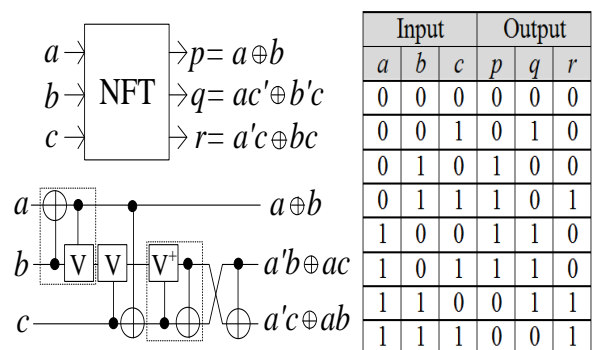 a
b
c
NFT
p= a⊕b
q= ac'⊕b'c
r= a'c⊕bc
a
b
c
V V V+
a⊕b
a'b⊕ac
a'c⊕ab
Input Output
a b c p q r
0 0 0 0 0 0
0 0 1 0 1 0
0 1 0 1 0 0
0 1 1 1 0 1
1 0 0 1 1 0
1 0 1 1 1 0
1 1 0 0 1 1
1 1 1 0 0 1